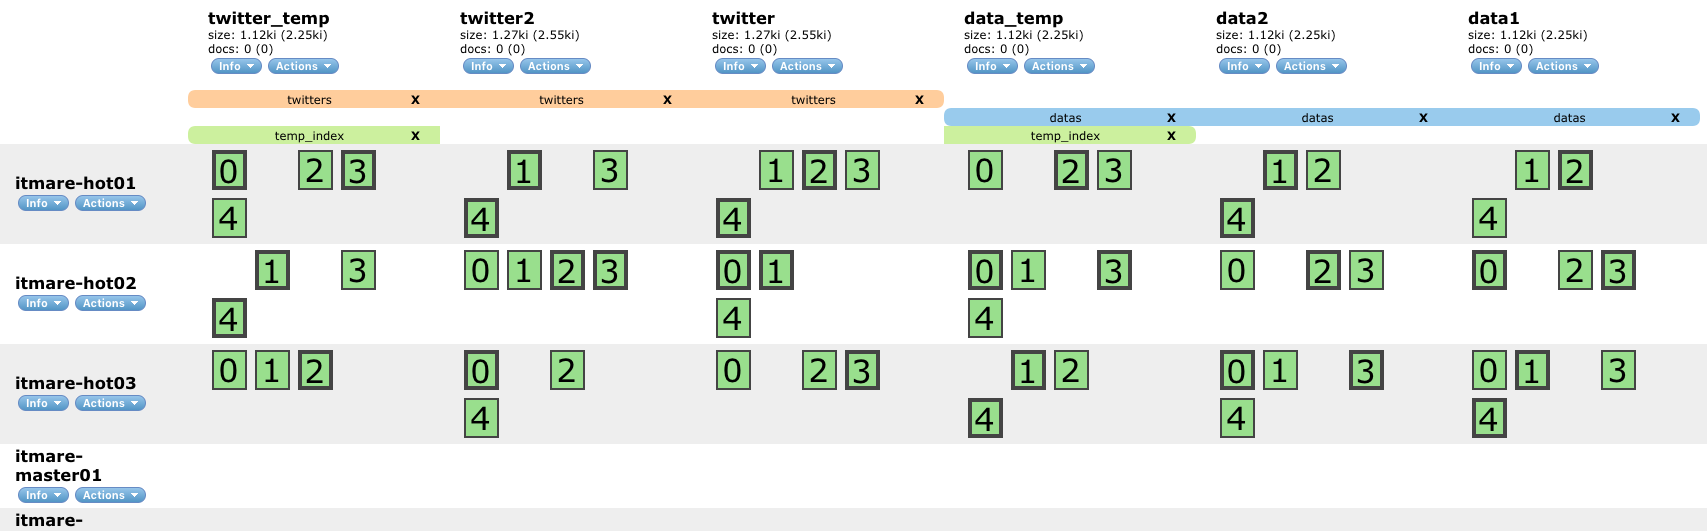 twitter_temp twitter2 twitter data_temp data2 data1
size: 1.12ki (2.25ki) size: 1.27ki (2.55ki) size: 1.27ki (2.55ki) size: 1.12ki (2.25ki) size: 1.12ki (2.25ki) size: 1.12ki (2.25ki)
docs: 0 (0) docs: 0 (0) docs: 0 (0) docs: 0 (0) docs: 0 (0) docs: 0 (0)
Info Actions Info Actions Info Actions Info Actions Info Actions Info Actions
twitters X twitters X twitters X
datas X datas X datas X
temp_index X temp_index X
itmare-hot01 0 2 3 1 3 1 2 3 0 2 3 1 2 1 2
Info Actions
4 4 4 4 4
itmare-hot02 1 3 0 1 2 3 0 1 0 1 3 0 2 3 0 2 3
Info Actions
4 4 4
itmare-hot03 0 1 2 0 2 0 2 3 1 2 0 1 3 0 1 3
Info Actions
4 4 4 4
itmare-
master01
Info Actions
itmare-